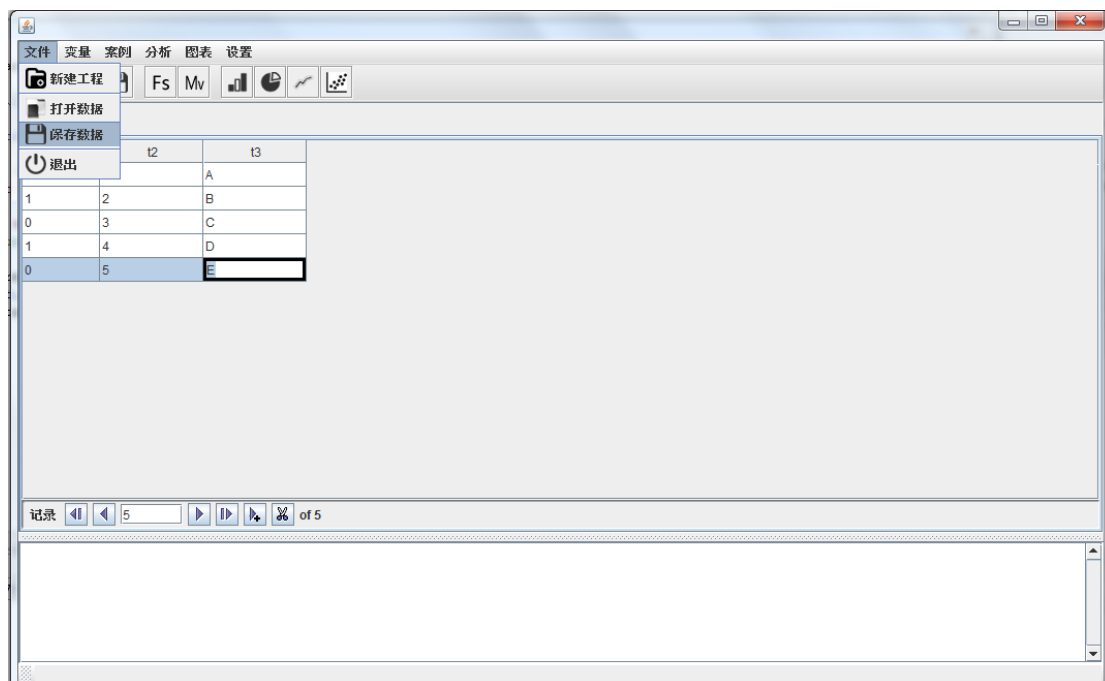 文件 变量 案例 分析 图表 设置
新建工程 Fs Mv
打开数据
保存数据
t2 t3
退出
A
1 2 B
0 3 C
1 4 D
0 5 E
记录 5 of 5